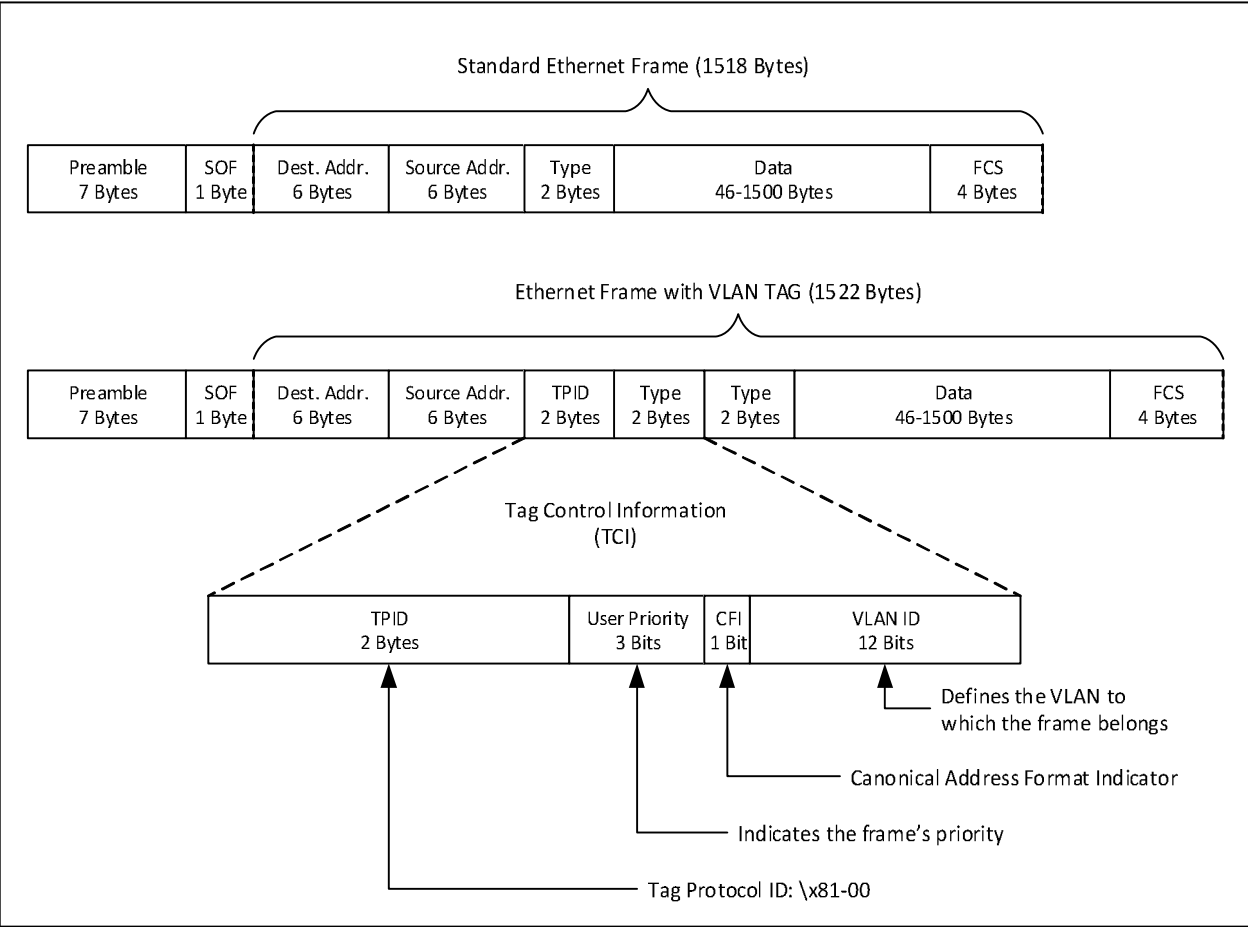 Standard Ethernet Frame (1518 Bytes)
Preamble
7 Bytes
SOF
1 Byte
Dest. Addr.
6 Bytes
Source Addr.
6 Bytes
Type
2 Bytes
Data
46-1500 Bytes
FCS
4 Bytes
Ethernet Frame with VLAN TAG (1522 Bytes)
Preamble
7 Bytes
SOF
1 Byte
Dest. Addr.
6 Bytes
Source Addr.
6 Bytes
TPID
2 Bytes
Type
2 Bytes
Type
2 Bytes
Data
46-1500 Bytes
FCS
4 Bytes
Tag Control Information
(TCI)
TPID
2 Bytes
User Priority
3 Bits
CFI
1 Bit
VLAN ID
12 Bits
Defines the VLAN to
which the frame belongs
Canonical Address Format Indicator
Indicates the frame's priority
Tag Protocol ID: \x81-00